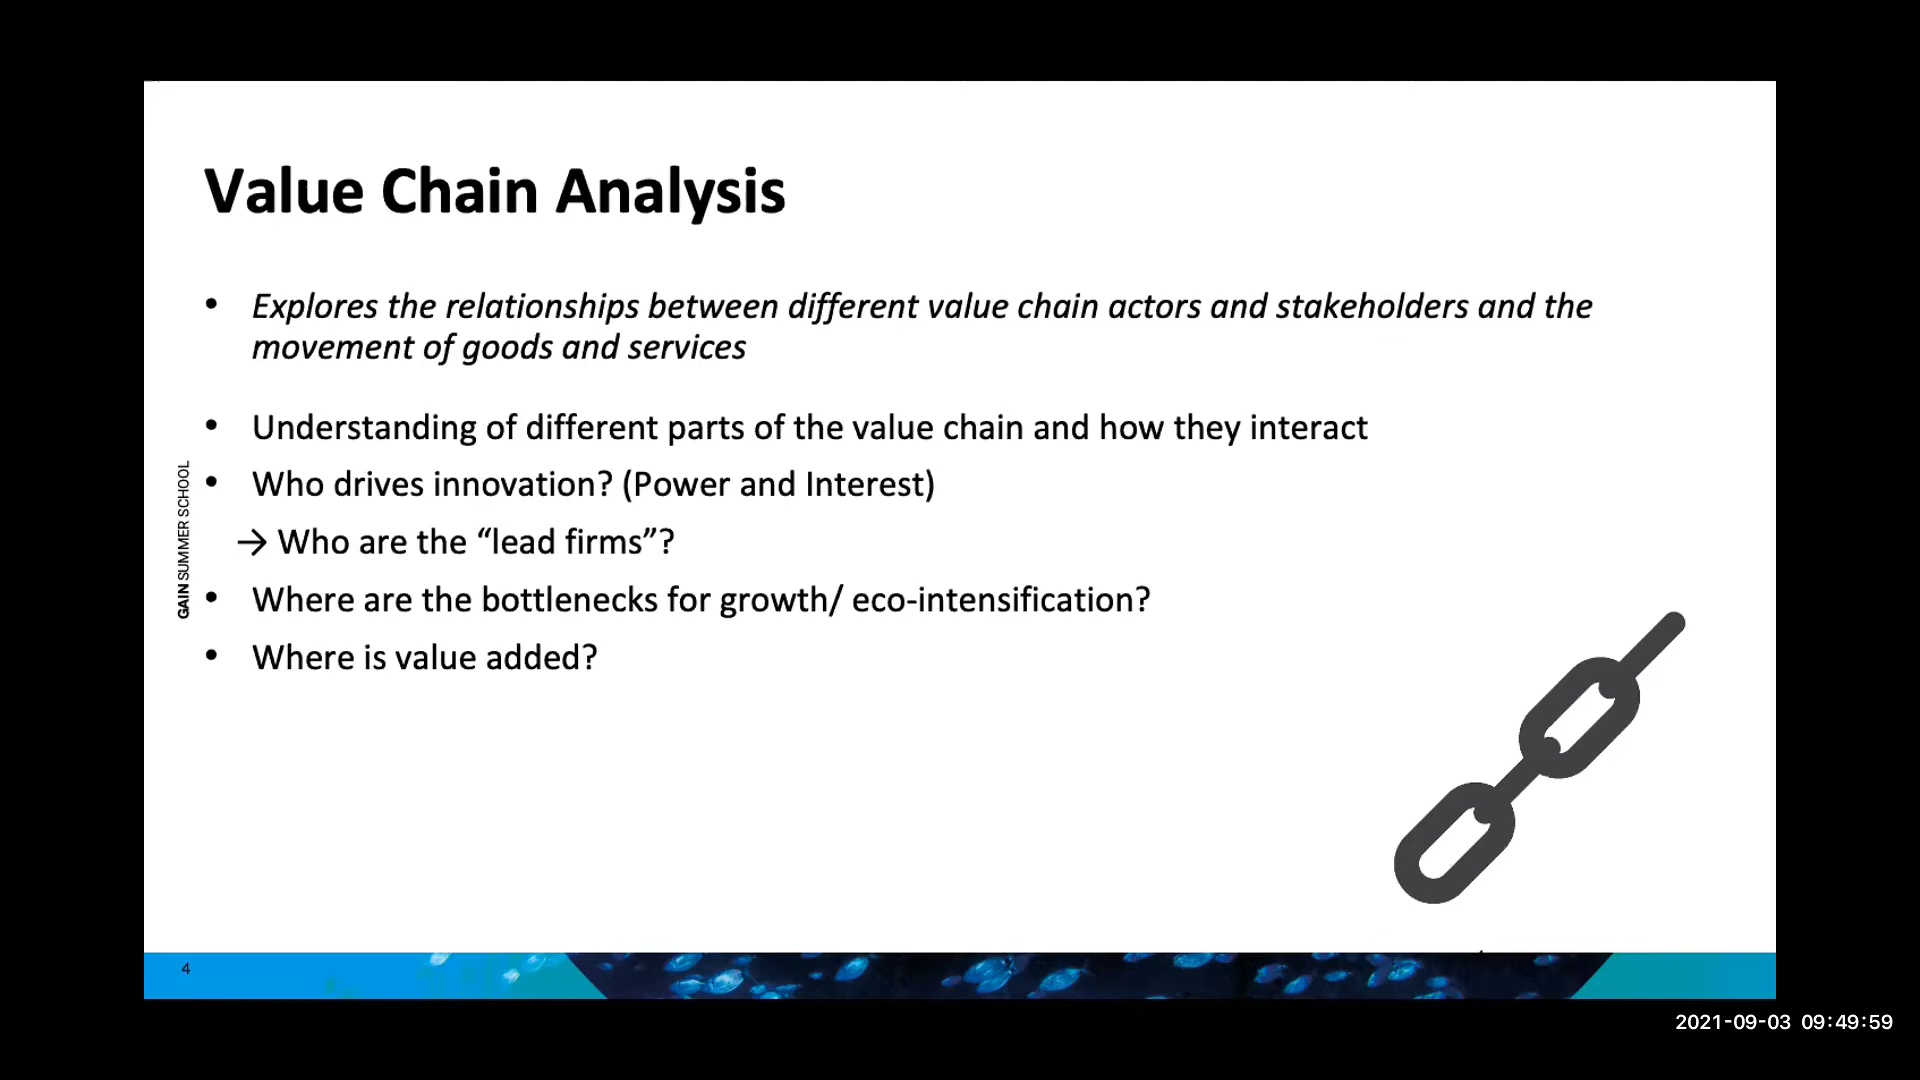 Value Chain Analysis
• Explores the relationships between different value chain actors and stakeholders and the
movement of goods and services
• Understanding of different parts of the value chain and how they interact
• Who drives innovation? (Power and Interest)
→ Who are the “lead firms”?
• Where are the bottlenecks for growth/ eco-intensification?
• Where is value added?
GAIN SUMMER SCHOOL
4
2021-09-03 09:49:59